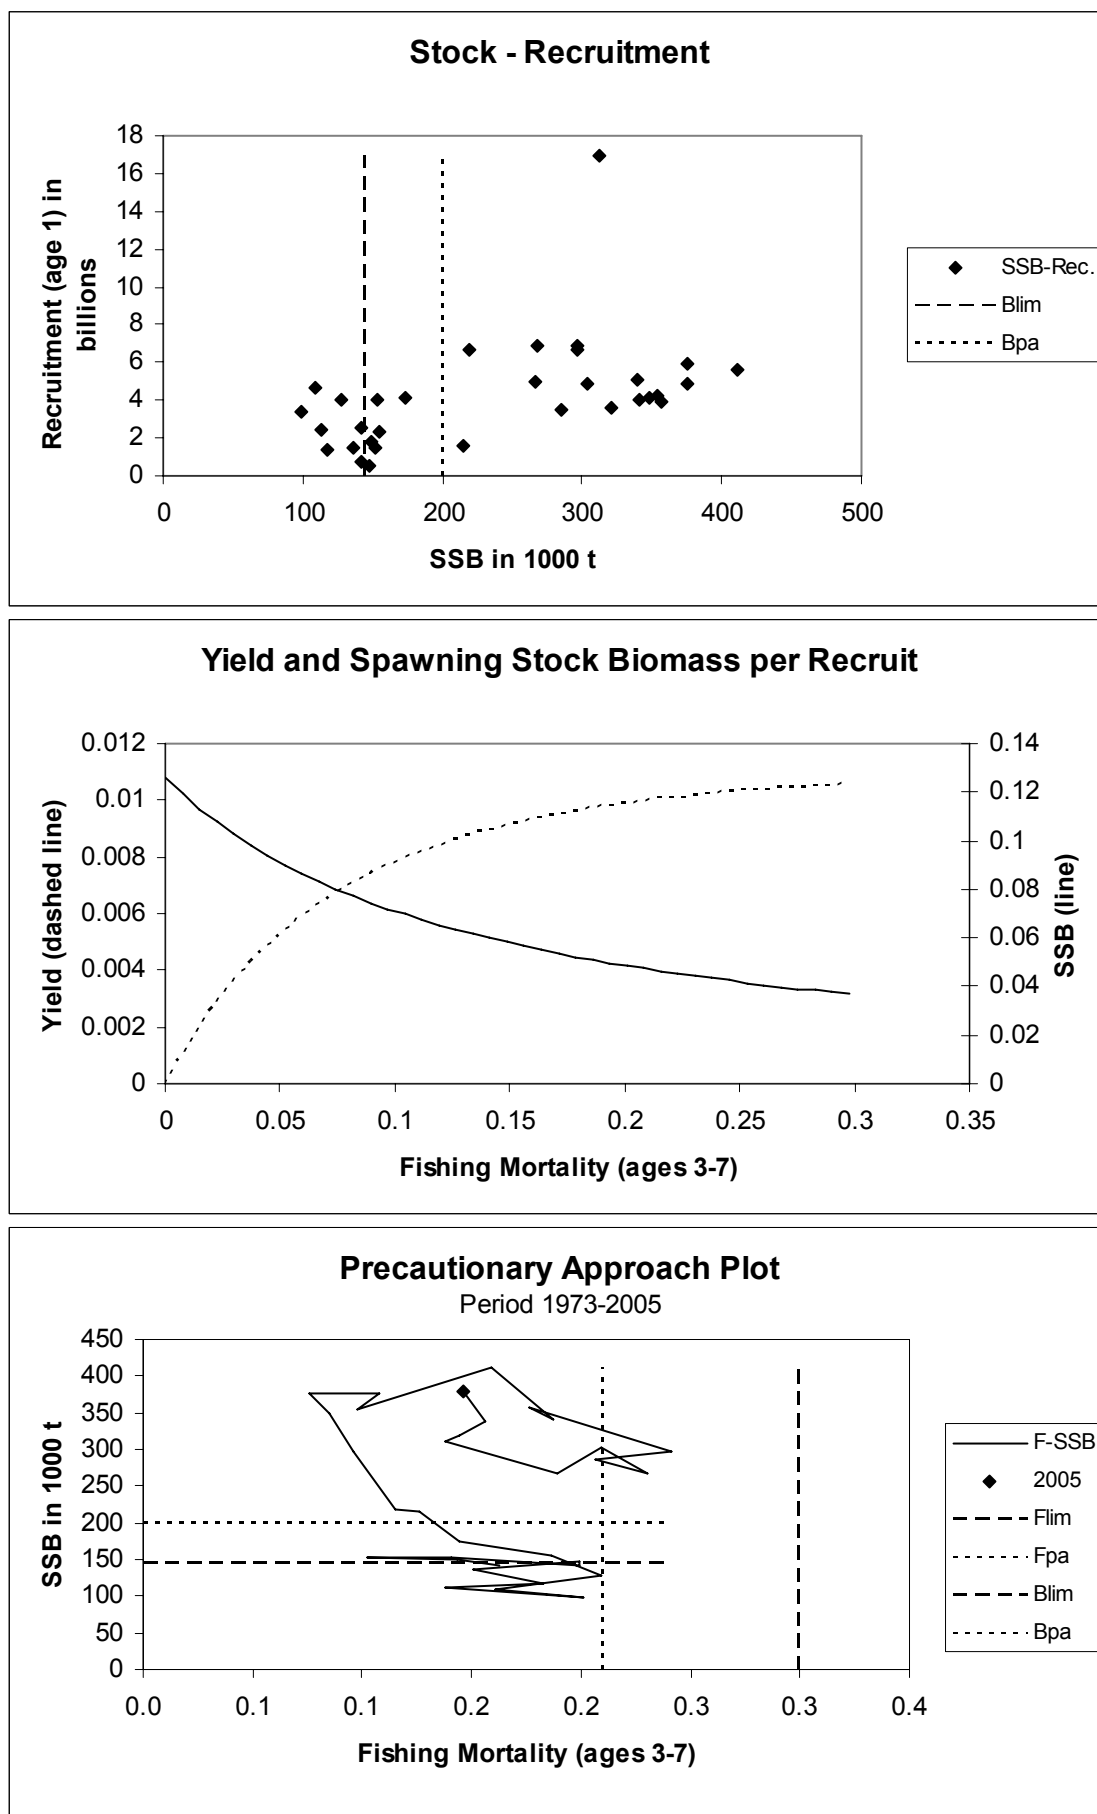 Stock - Recruitment
Recruitment (age 1) in
billions
18
16
14
12
10
8
6
4
2
0
0 100 200 300 400 500
SSB in 1000 t
SSB-Rec.
Blim
Bpa
Yield and Spawning Stock Biomass per Recruit
Yield (dashed line)
0.012
0.01
0.008
0.006
0.004
0.002
0
0 0.05 0.1 0.15 0.2 0.25 0.3 0.35
Fishing Mortality (ages 3-7)
0.14
0.12
0.1
0.08
0.06
0.04
0.02
0
SSB (line)
Precautionary Approach Plot
Period 1973-2005
SSB in 1000 t
450
400
350
300
250
200
150
100
50
0
0.0 0.1 0.1 0.2 0.2 0.3 0.3 0.4
Fishing Mortality (ages 3-7)
F-SSB
2005
Flim
Fpa
Blim
Bpa